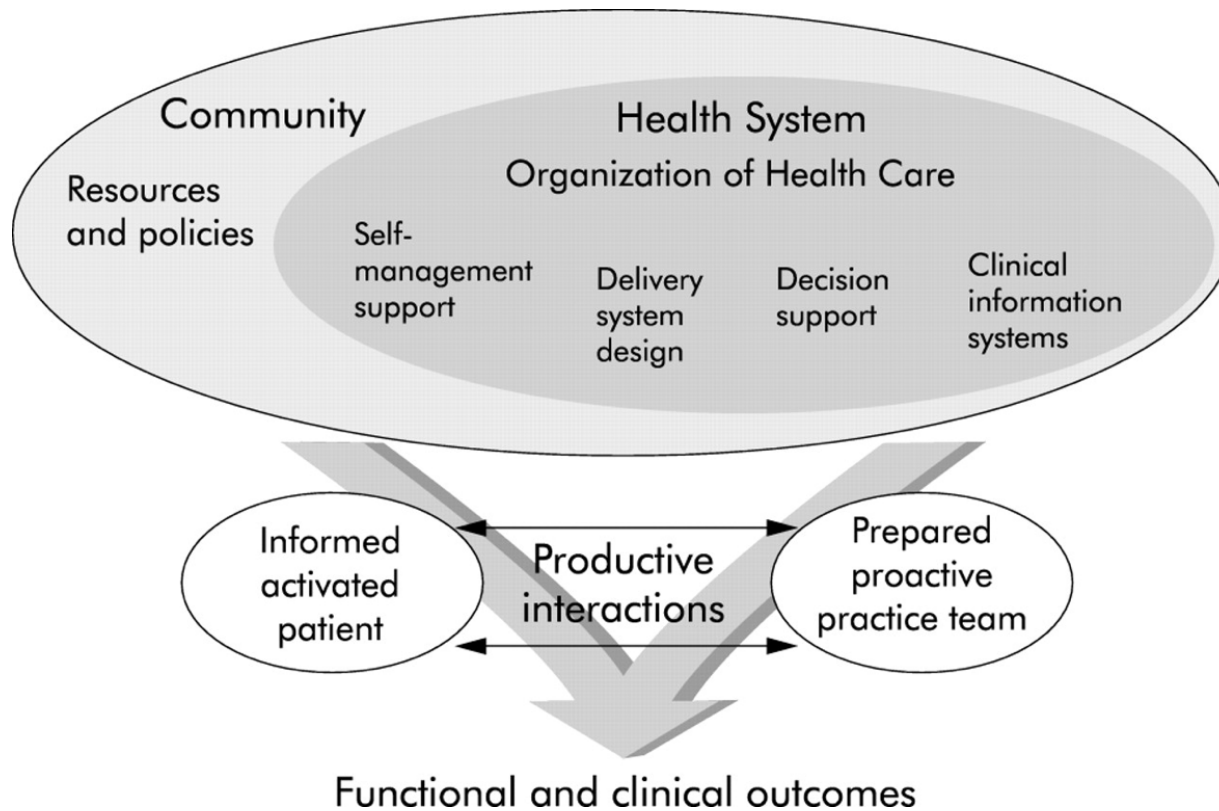 Community
Resources
and policies
Health System
Organization of Health Care
Self-
management
support
Delivery
system
design
Decision
support
Clinical
information
systems
Informed
activated
patient
Productive
interactions
Prepared
proactive
practice team
Functional and clinical outcomes